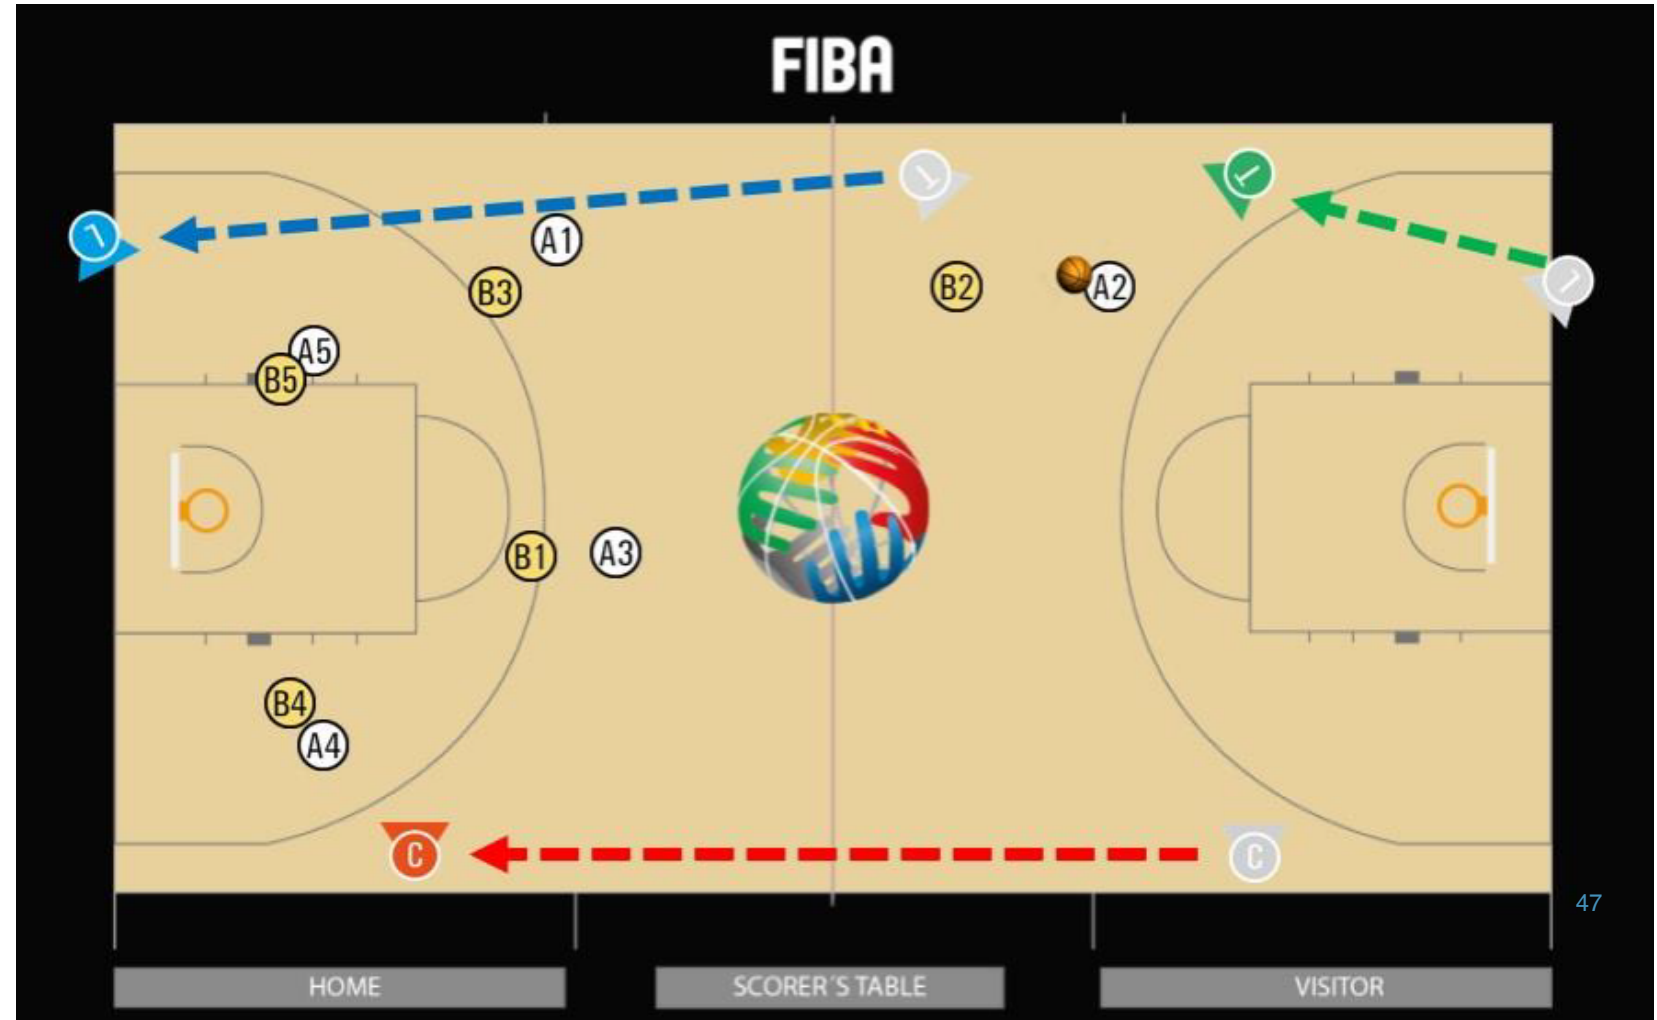 FIBA
T
T
L
L
A1
B3
B2
A2
A5
B5
B1
A3
B4
A4
C
C
47
HOME
SCORER´S TABLE
VISITOR